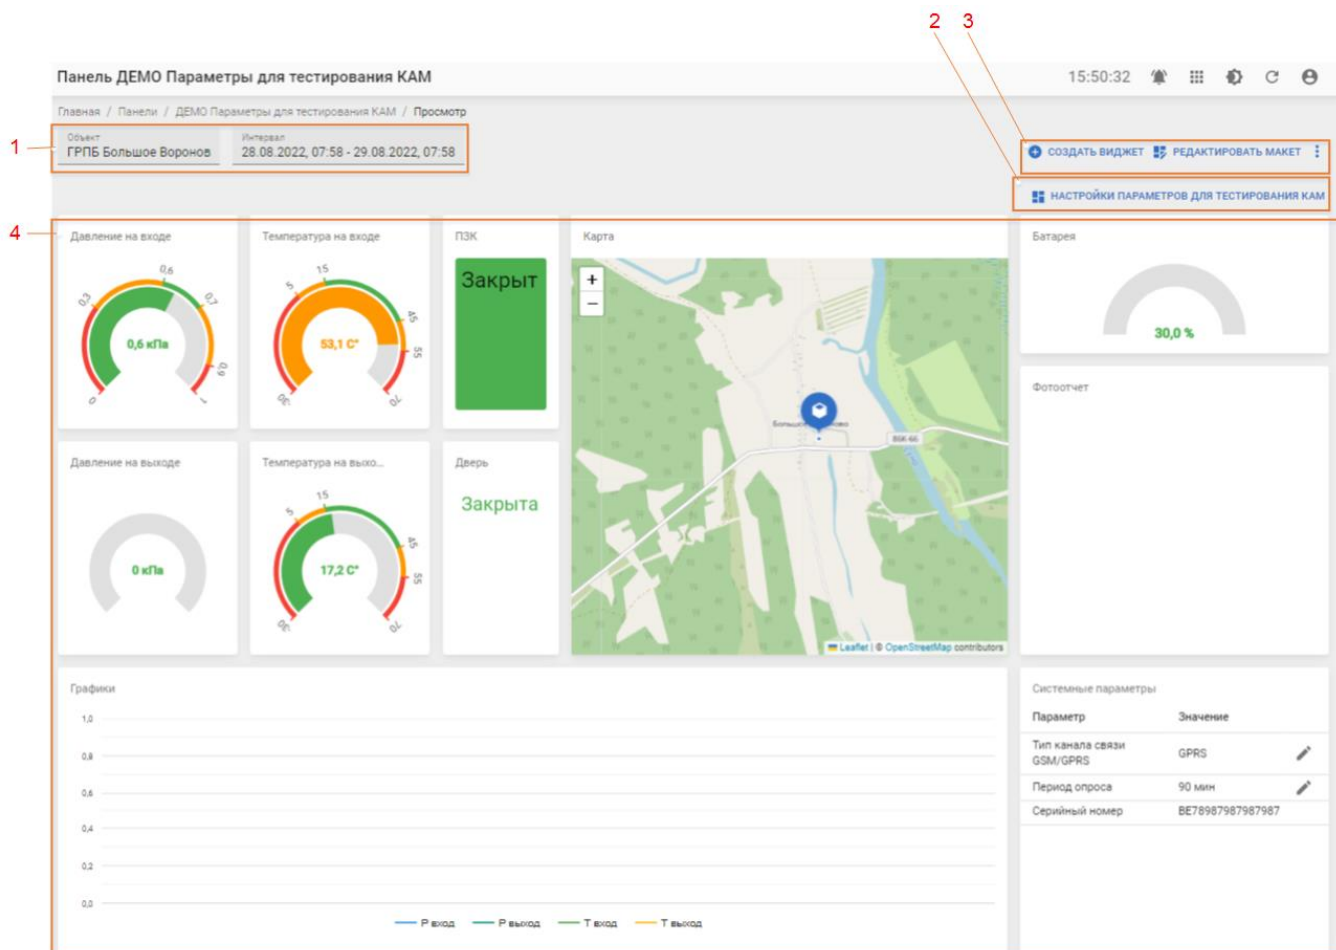 2 3
Панель ДЕМО Параметры для тестирования КАМ
15:50:32
Главная / Панели / ДЕМО Параметры для тестирования КАМ / Просмотр
1
Объект
ГРПБ Большое Воронов
Интервал
28.08.2022, 07:58 - 29.08.2022, 07:58
СОЗДАТЬ ВИДЖЕТ РЕДАКТИРОВАТЬ МАКЕТ
НАСТРОЙКИ ПАРАМЕТРОВ ДЛЯ ТЕСТИРОВАНИЯ КАМ
4
Давление на входе
0
0,3
0,6
0,7
0,9
1
0,6 кПа
Температура на входе
-30
5
15
45
55
70
53,1 C°
ПЗК
Закрыт
Карта
+
−
86К-66
Leaflet | © OpenStreetMap contributors
Батарея
30,0 %
Фотоотчет
Давление на выходе
0 кПа
Температура на выхо...
-30
5
15
45
55
70
17,2 C°
Дверь
Закрыта
Графики
1,0
0,8
0,6
0,4
0,2
0,0
P вход P выход T вход T выход
Системные параметры
Параметр Значение
Тип канала связи
GSM/GPRS
GPRS
Период опроса 90 мин
Серийный номер BE78987987987987